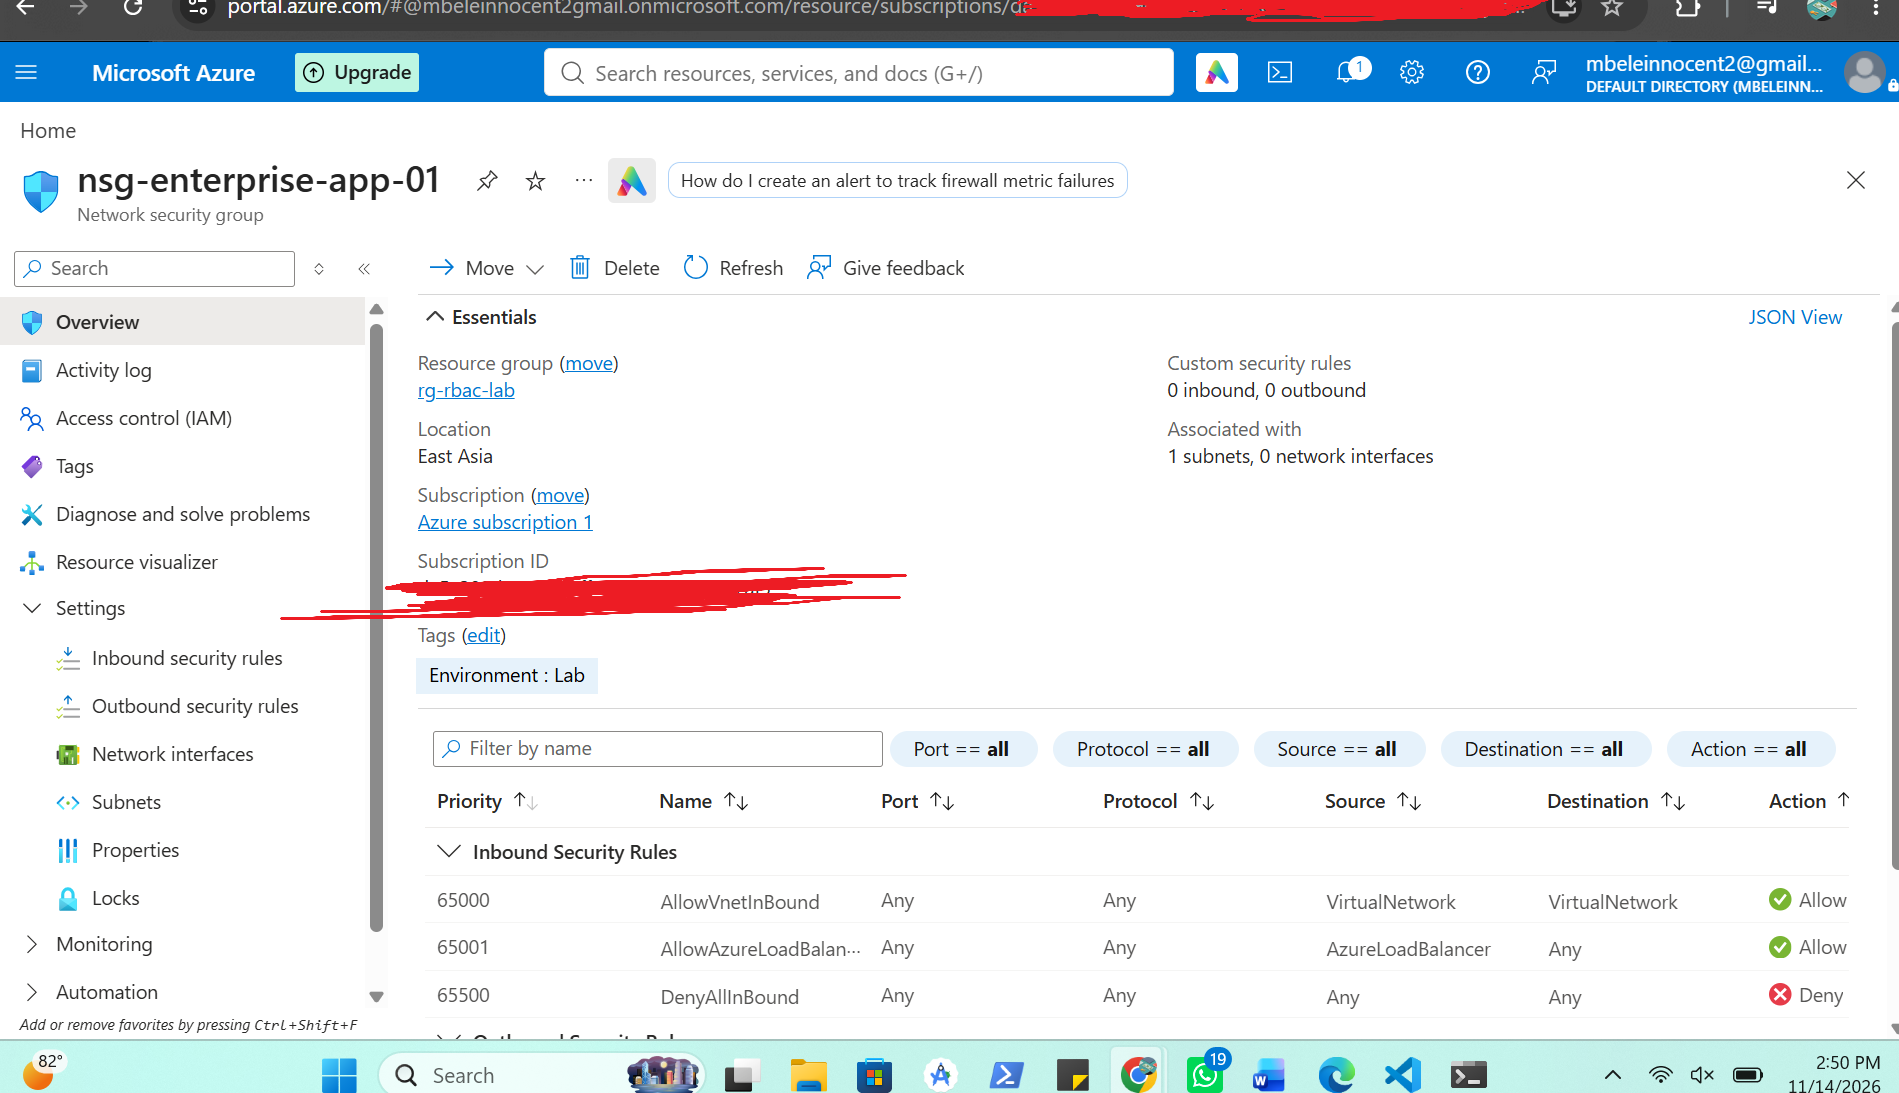 portal.azure.com/#@mbeleinnocent2gmail.onmicrosoft.com/resource/subscriptions/
Microsoft Azure
Upgrade
Search resources, services, and docs (G+/)
1
mbeleinnocent2@gmail...
DEFAULT DIRECTORY (MBELEINN...
Home
nsg-enterprise-app-01
How do I create an alert to track firewall metric failures
Network security group
Search
Move
Delete
Refresh
Give feedback
Overview
Activity log
Access control (IAM)
Tags
Diagnose and solve problems
Resource visualizer
Settings
Inbound security rules
Outbound security rules
Network interfaces
Subnets
Properties
Locks
Monitoring
Automation
Add or remove favorites by pressing Ctrl+Shift+F
Essentials
JSON View
Resource group (move)
rg-rbac-lab
Location
East Asia
Subscription (move)
Azure subscription 1
Subscription ID
Custom security rules
0 inbound, 0 outbound
Associated with
1 subnets, 0 network interfaces
Tags (edit)
Environment : Lab
Filter by name
Port == all
Protocol == all
Source == all
Destination == all
Action == all
Priority Name Port Protocol Source Destination Action
Inbound Security Rules
65000 AllowVnetInBound Any Any VirtualNetwork VirtualNetwork Allow
65001 AllowAzureLoadBalan... Any Any AzureLoadBalancer Any Allow
65500 DenyAllInBound Any Any Any Any Deny
82°
Search
19
2:50 PM
11/14/2026